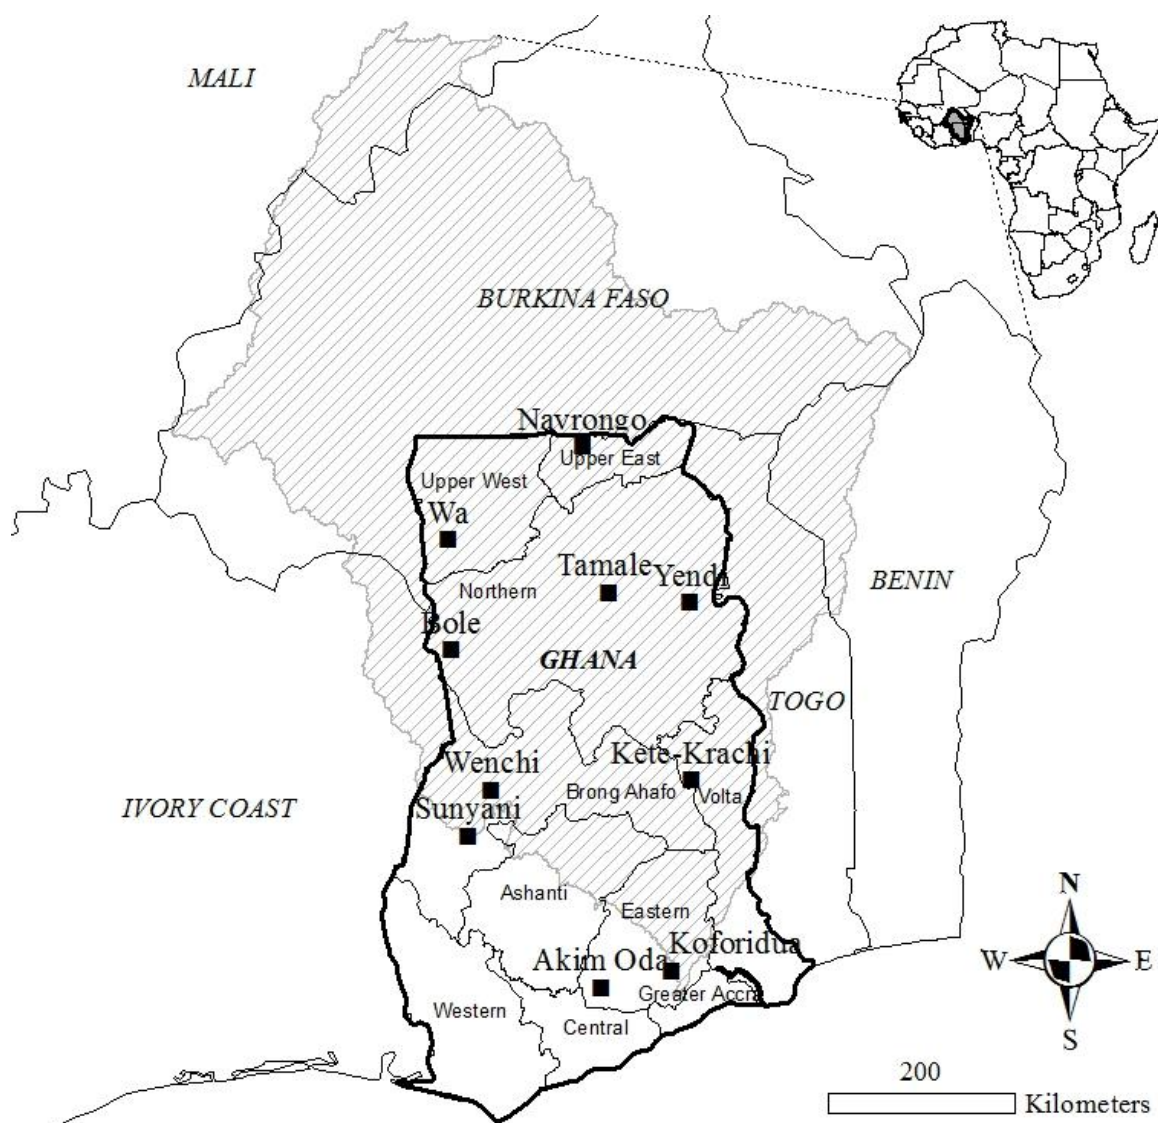 MALI
BURKINA FASO
Navrongo
Upper East
Upper West
Wa
Tamale
Yendi
BENIN
Northern
Bole
GHANA
TOGO
Kete-Krachi
Wenchi
Brong Ahafo
Volta
IVORY COAST
Sunyani
Ashanti
Eastern
N
Koforidua
Akim Oda
W
E
Greater Accra
Western
Central
S
200
Kilometers